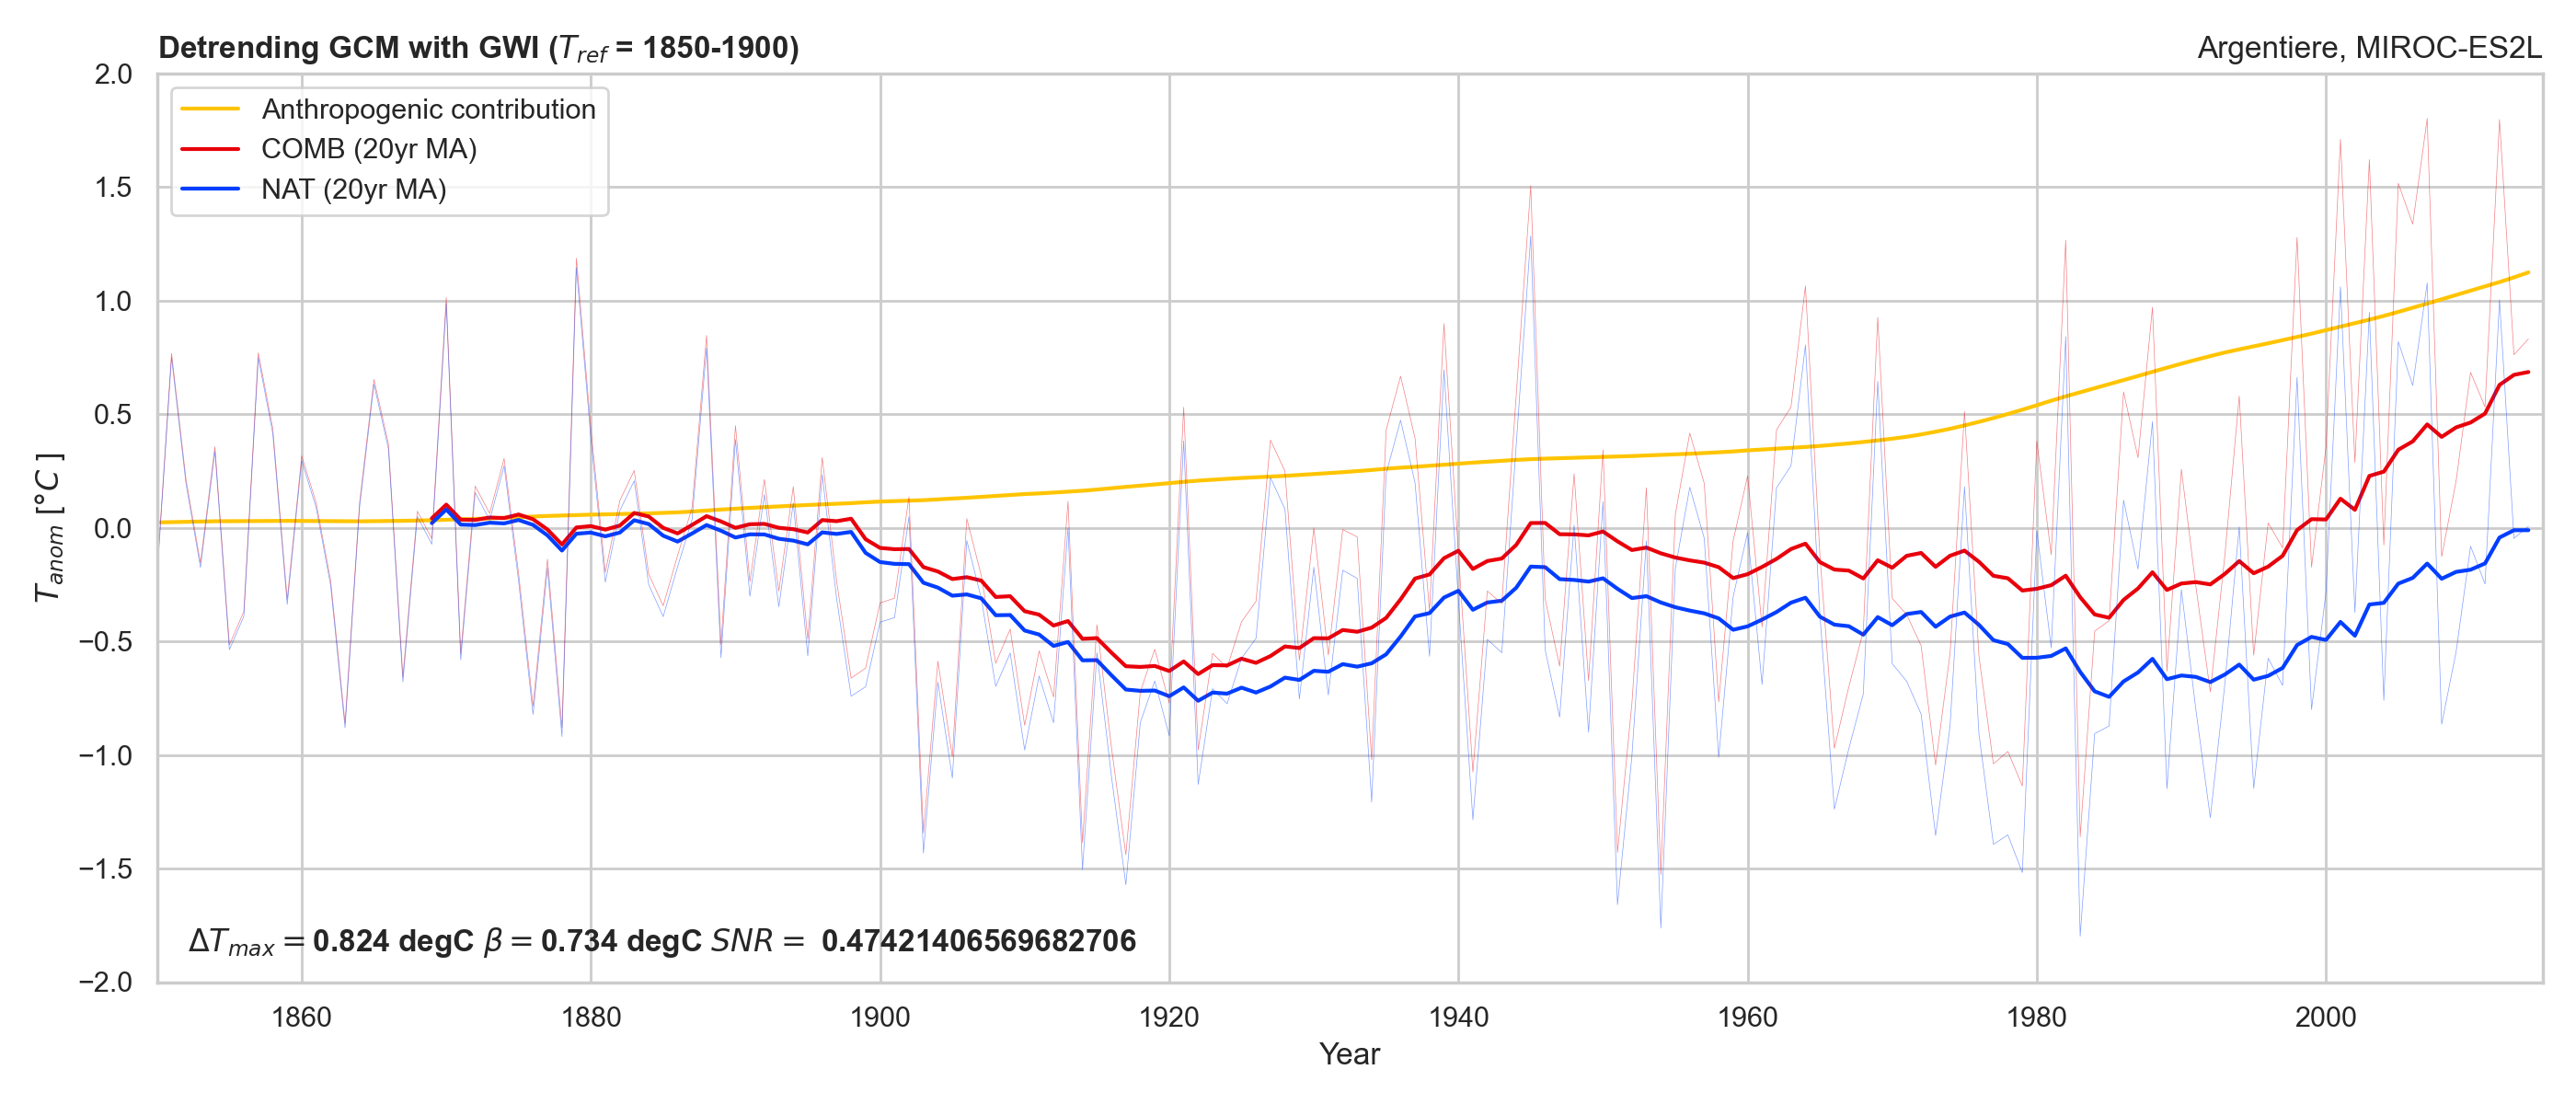 Detrending GCM with GWI (T_ref = 1850-1900)
Argentiere, MIROC-ES2L
Anthropogenic contribution
COMB (20yr MA)
NAT (20yr MA)
2.0
1.5
1.0
0.5
0.0
−0.5
−1.0
−1.5
−2.0
T_anom [°C ]
ΔT_max = 0.824 degC β = 0.734 degC SNR = 0.47421406569682706
1860
1880
1900
1920
1940
1960
1980
2000
Year